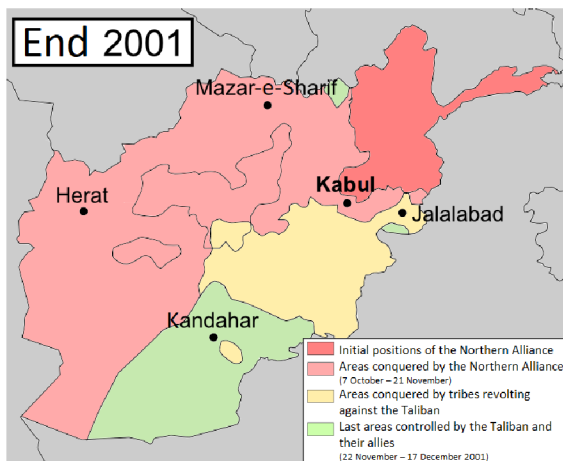 End 2001
Mazar-e-Sharif
Kabul
Herat
Jalalabad
Kandahar
Initial positions of the Northern Alliance
Areas conquered by the Northern Alliance
(7 October – 21 November)
Areas conquered by tribes revolting
against the Taliban
Last areas controlled by the Taliban and
their allies
(22 November – 17 December 2001)